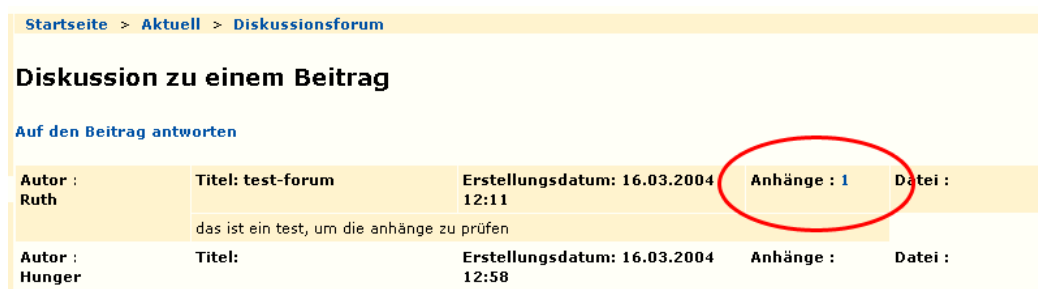 Startseite > Aktuell > Diskussionsforum
Diskussion zu einem Beitrag
Auf den Beitrag antworten
Autor : Titel: test-forum Erstellungsdatum: 16.03.2004 Anhänge : 1 Datei :
Ruth 12:11
das ist ein test, um die anhänge zu prüfen
Autor : Titel: Erstellungsdatum: 16.03.2004 Anhänge : Datei :
Hunger 12:58